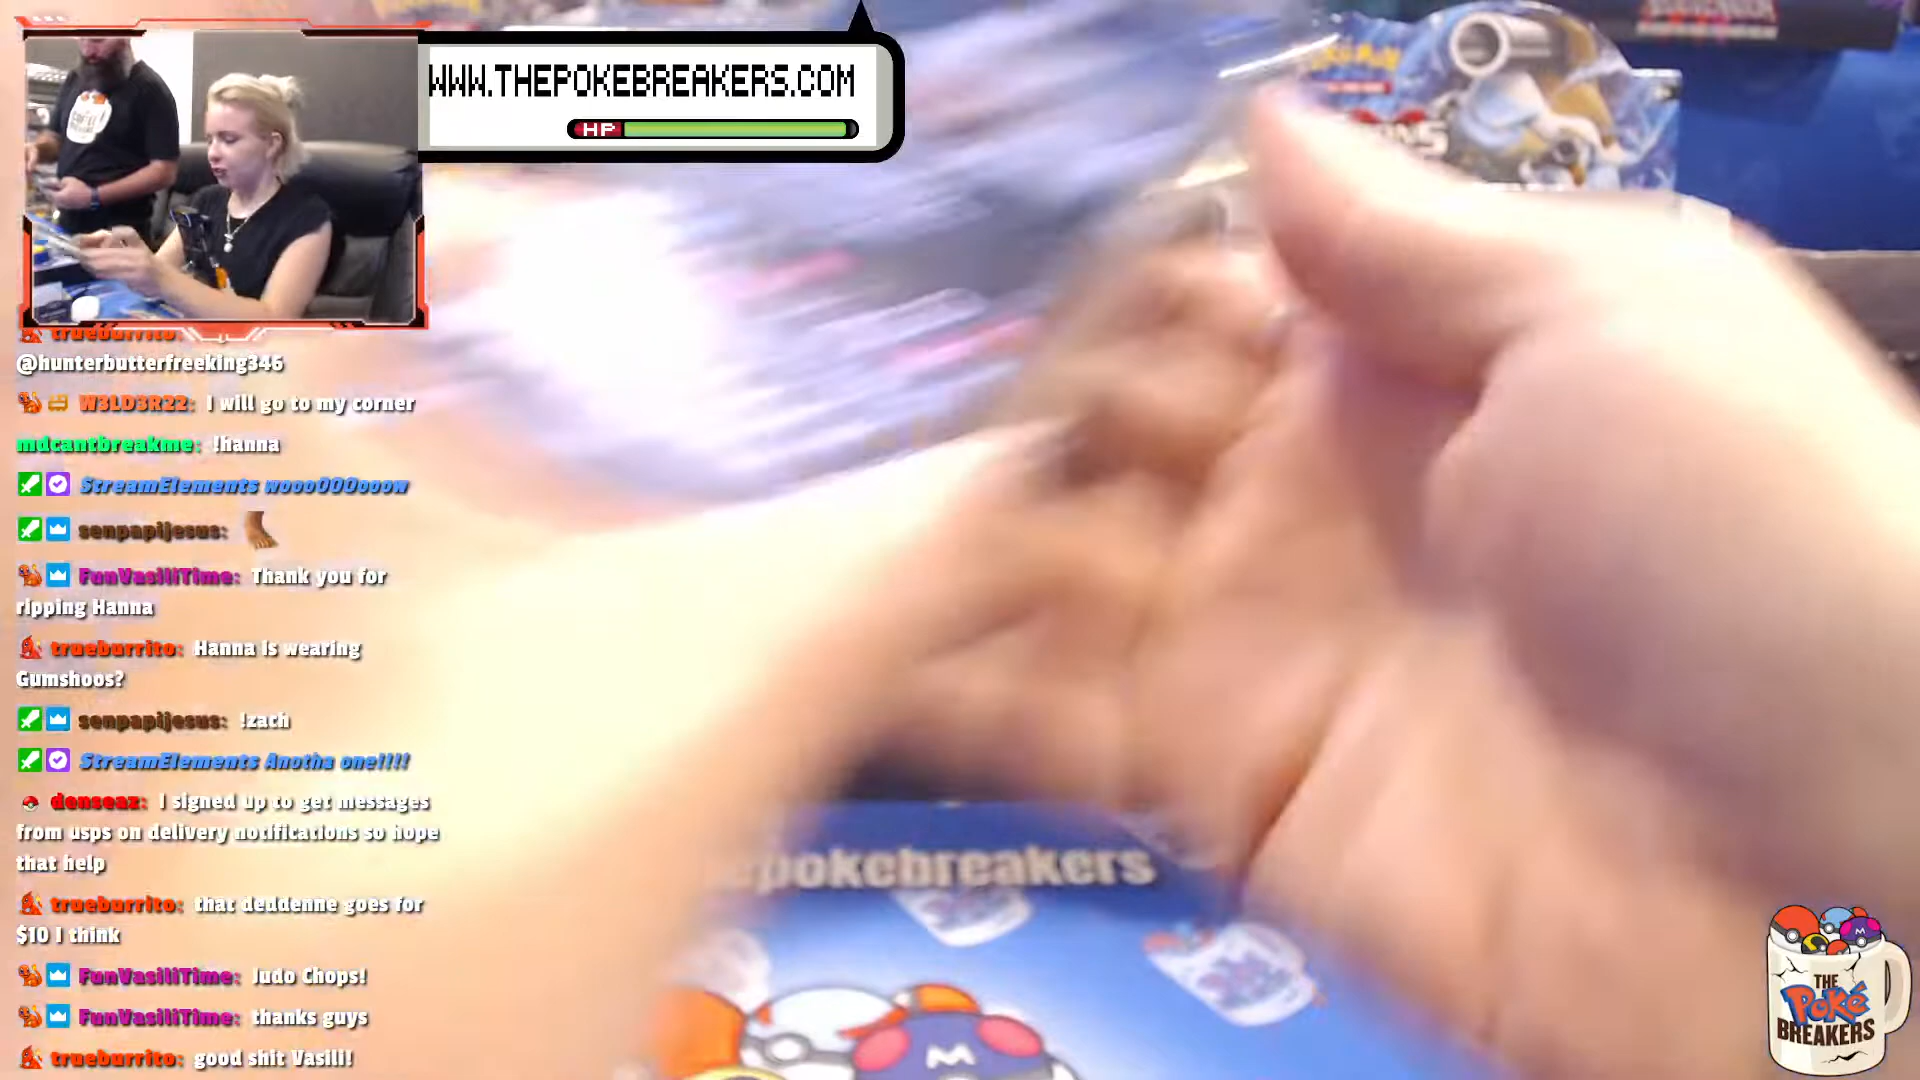 WWW.THEPOKEBREAKERS.COM
HP
trueburrito:
@hunterbutterfreeking346
W3LD3R22: I will go to my corner
mdcantbreakme: !hanna
StreamElements woooOOOooow
senpapijesus:
FunVasiliTime: Thank you for
ripping Hanna
trueburrito: Hanna is wearing
Gumshoos?
senpapijesus: !zach
StreamElements Anotha one!!!!
denseaz: I signed up to get messages
from usps on delivery notifications so hope
that help
trueburrito: that deddenne goes for
$10 I think
FunVasiliTime: Judo Chops!
FunVasiliTime: thanks guys
trueburrito: good shit Vasili!
pokebreakers
M
THE
Poké
BREAKERS